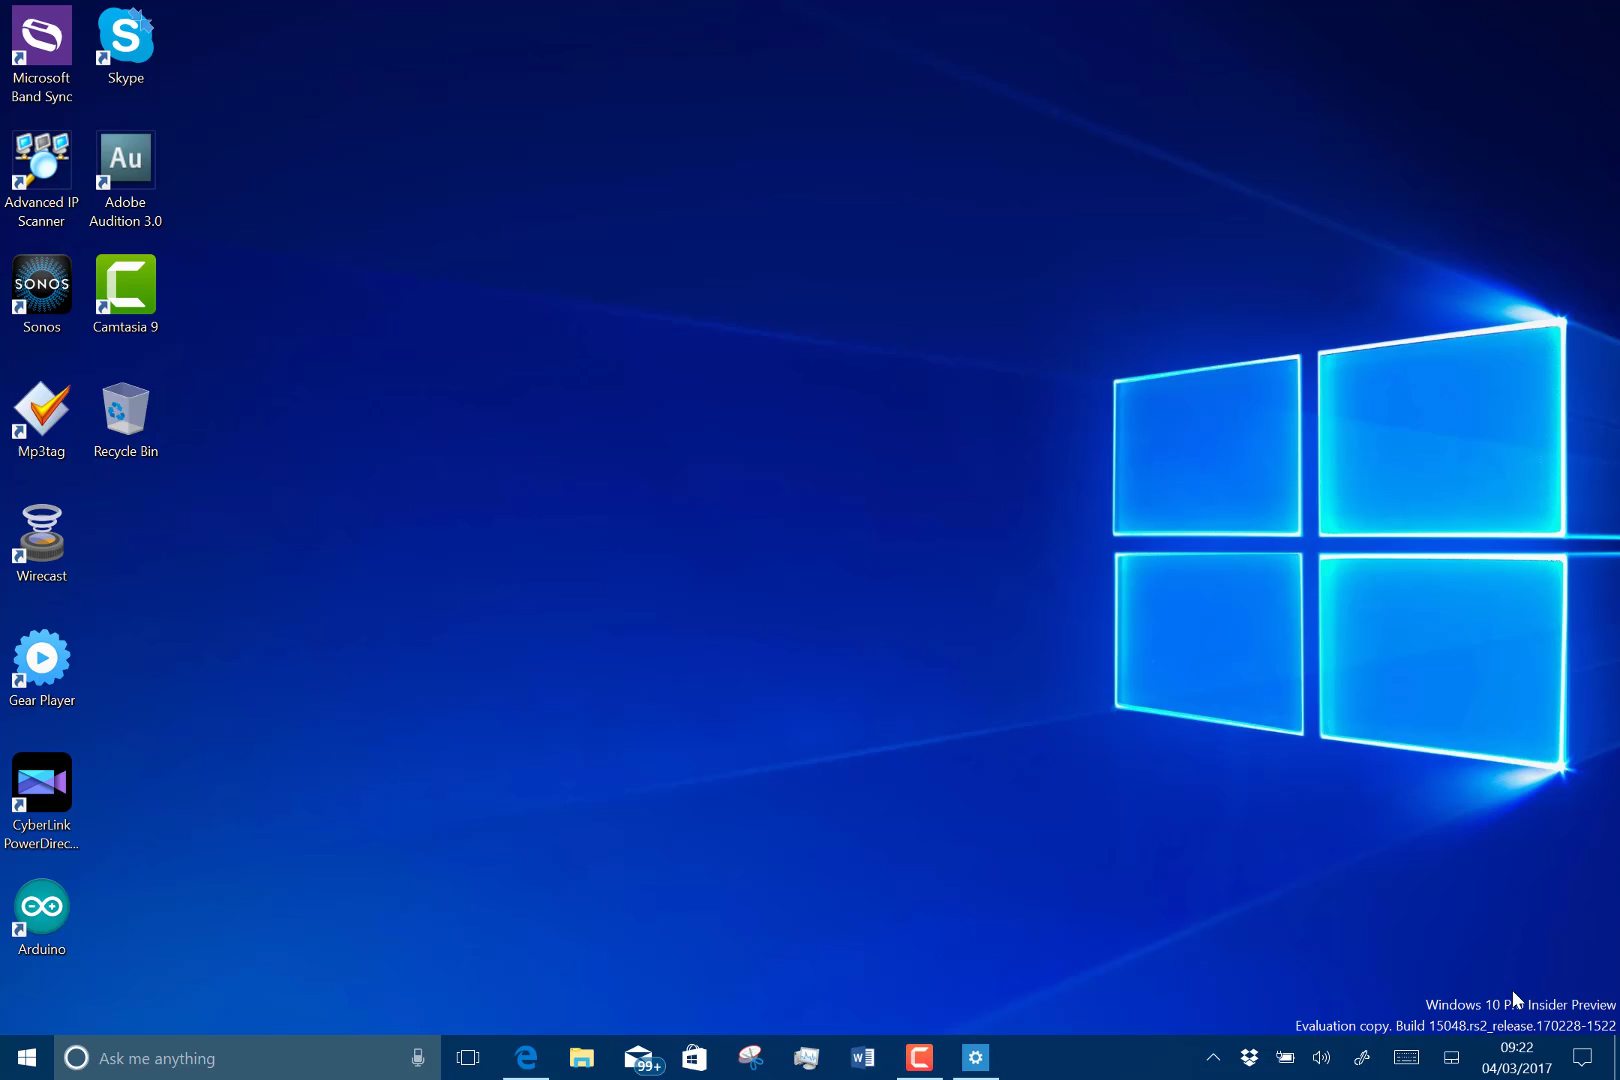 Microsoft
Band Sync
Skype
Advanced IP
Scanner
Au
Adobe
Audition 3.0
SONOS
Sonos
Camtasia 9
Mp3tag
Recycle Bin
Wirecast
Gear Player
CyberLink
PowerDirec...
Arduino
Windows 10 Insider Preview
Evaluation copy. Build 15048.rs2_release.170228-1522
Ask me anything
99+
09:22
04/03/2017